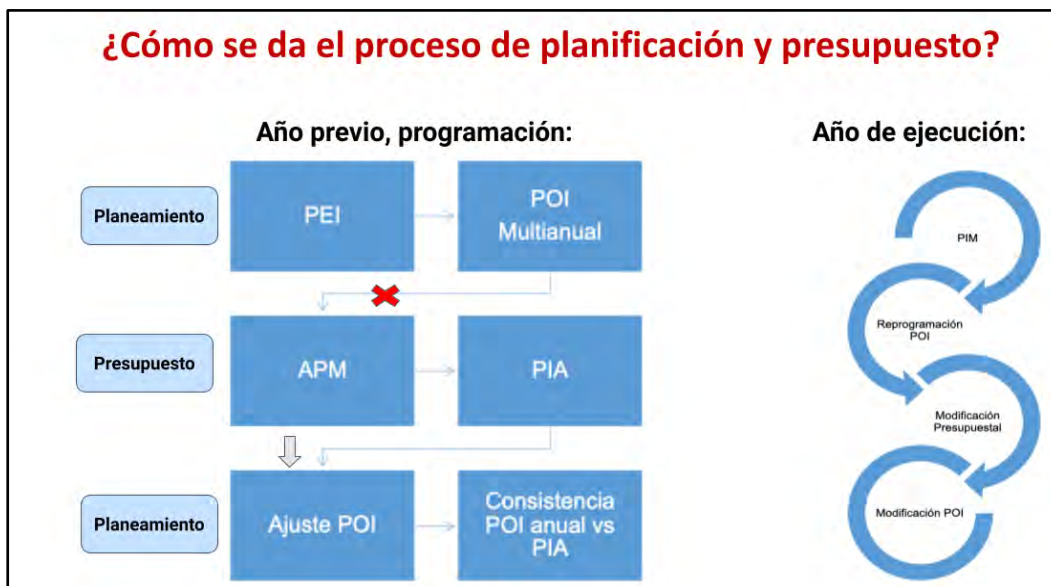 ¿Cómo se da el proceso de planificación y presupuesto?
Año previo, programación:
Planeamiento
PEI
POI
Multianual
Presupuesto
APM
PIA
Planeamiento
Ajuste POI
Consistencia
POI anual vs
PIA
Año de ejecución:
PIM
Reprogramación
POI
Modificación
Presupuestal
Modificación POI